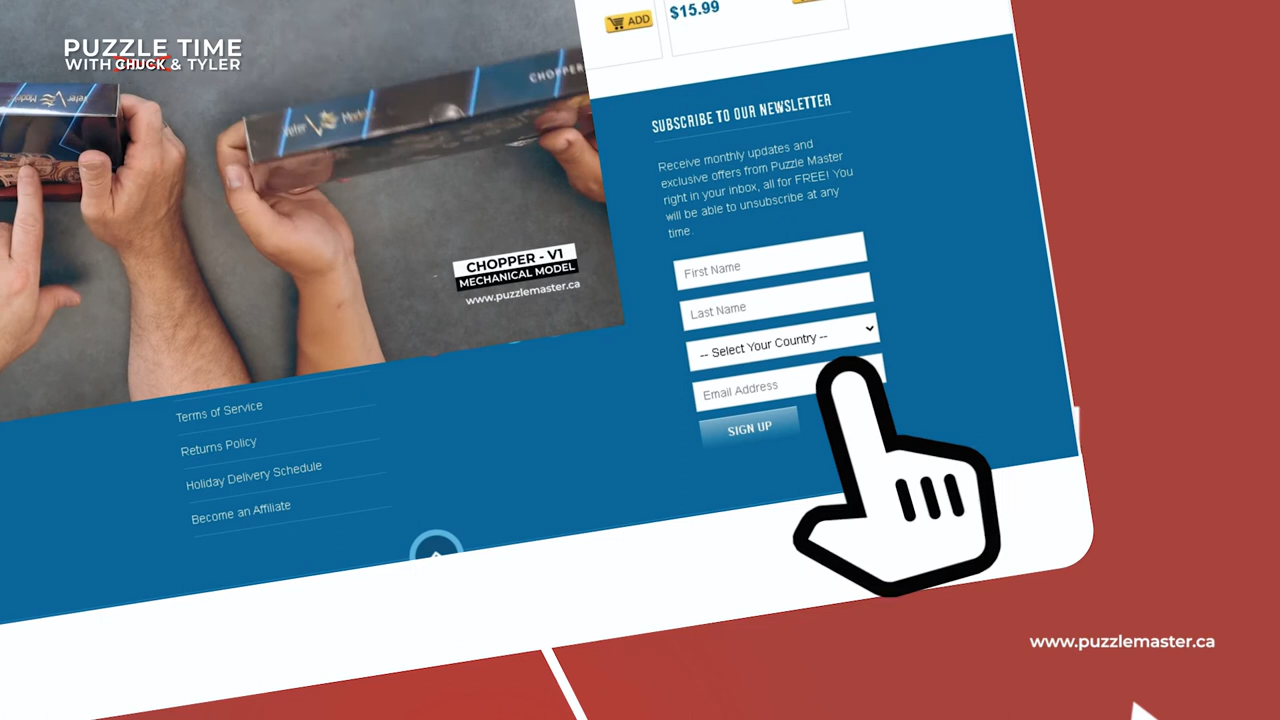 PUZZLE TIME
WITH CHUCK & TYLER
CHOPPER
CHOPPER - V1
MECHANICAL MODEL
www.puzzlemaster.ca
ADD
$15.99
SUBSCRIBE TO OUR NEWSLETTER
Receive monthly updates and
exclusive offers from Puzzle Master
right in your inbox, all for FREE! You
will be able to unsubscribe at any
time.
First Name
Last Name
-- Select Your Country --
Email Address
SIGN UP
Terms of Service
Returns Policy
Holiday Delivery Schedule
Become an Affiliate
www.puzzlemaster.ca